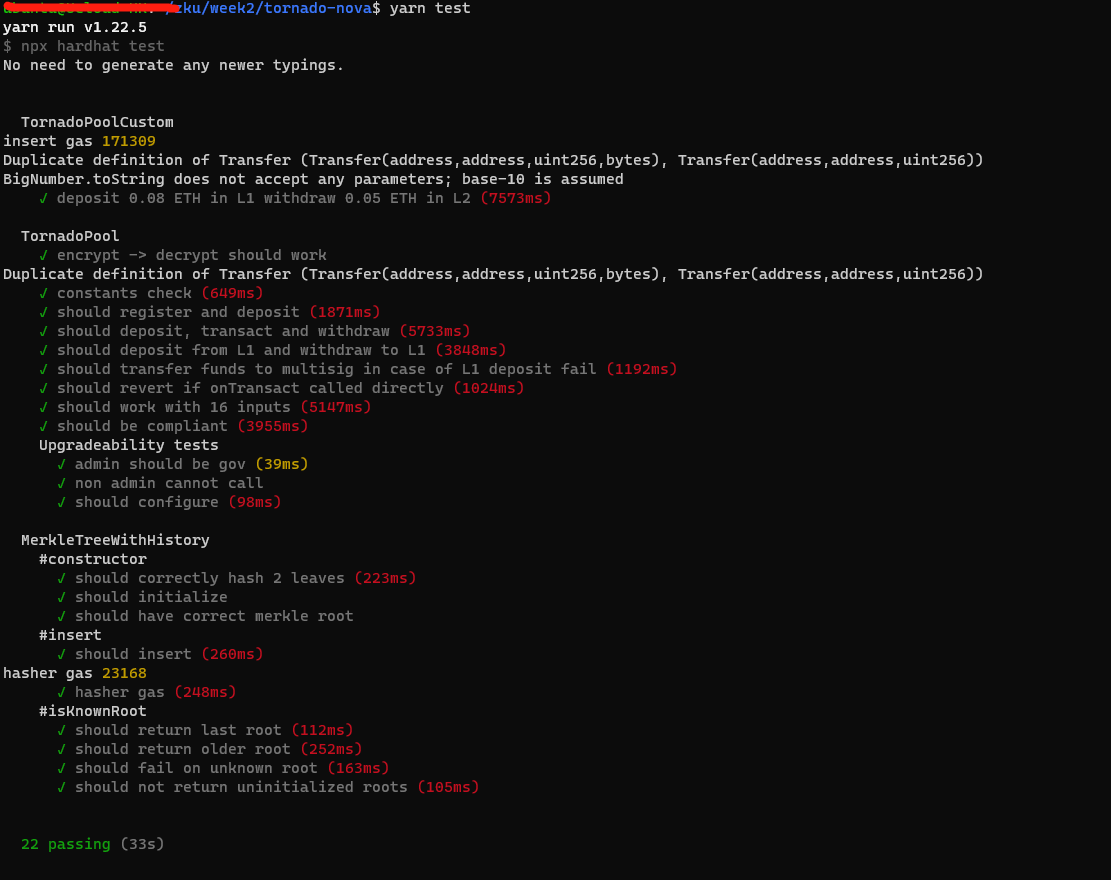 /zku/week2/tornado-nova$ yarn test
yarn run v1.22.5
$ npx hardhat test
No need to generate any newer typings.
TornadoPoolCustom
insert gas 171309
Duplicate definition of Transfer (Transfer(address,address,uint256,bytes), Transfer(address,address,uint256))
BigNumber.toString does not accept any parameters; base-10 is assumed
✓ deposit 0.08 ETH in L1 withdraw 0.05 ETH in L2 (7573ms)
TornadoPool
✓ encrypt -> decrypt should work
Duplicate definition of Transfer (Transfer(address,address,uint256,bytes), Transfer(address,address,uint256))
✓ constants check (649ms)
✓ should register and deposit (1871ms)
✓ should deposit, transact and withdraw (5733ms)
✓ should deposit from L1 and withdraw to L1 (3848ms)
✓ should transfer funds to multisig in case of L1 deposit fail (1192ms)
✓ should revert if onTransact called directly (1024ms)
✓ should work with 16 inputs (5147ms)
✓ should be compliant (3955ms)
Upgradeability tests
✓ admin should be gov (39ms)
✓ non admin cannot call
✓ should configure (98ms)
MerkleTreeWithHistory
#constructor
✓ should correctly hash 2 leaves (223ms)
✓ should initialize
✓ should have correct merkle root
#insert
✓ should insert (260ms)
hasher gas 23168
✓ hasher gas (248ms)
#isKnownRoot
✓ should return last root (112ms)
✓ should return older root (252ms)
✓ should fail on unknown root (163ms)
✓ should not return uninitialized roots (105ms)
22 passing (33s)